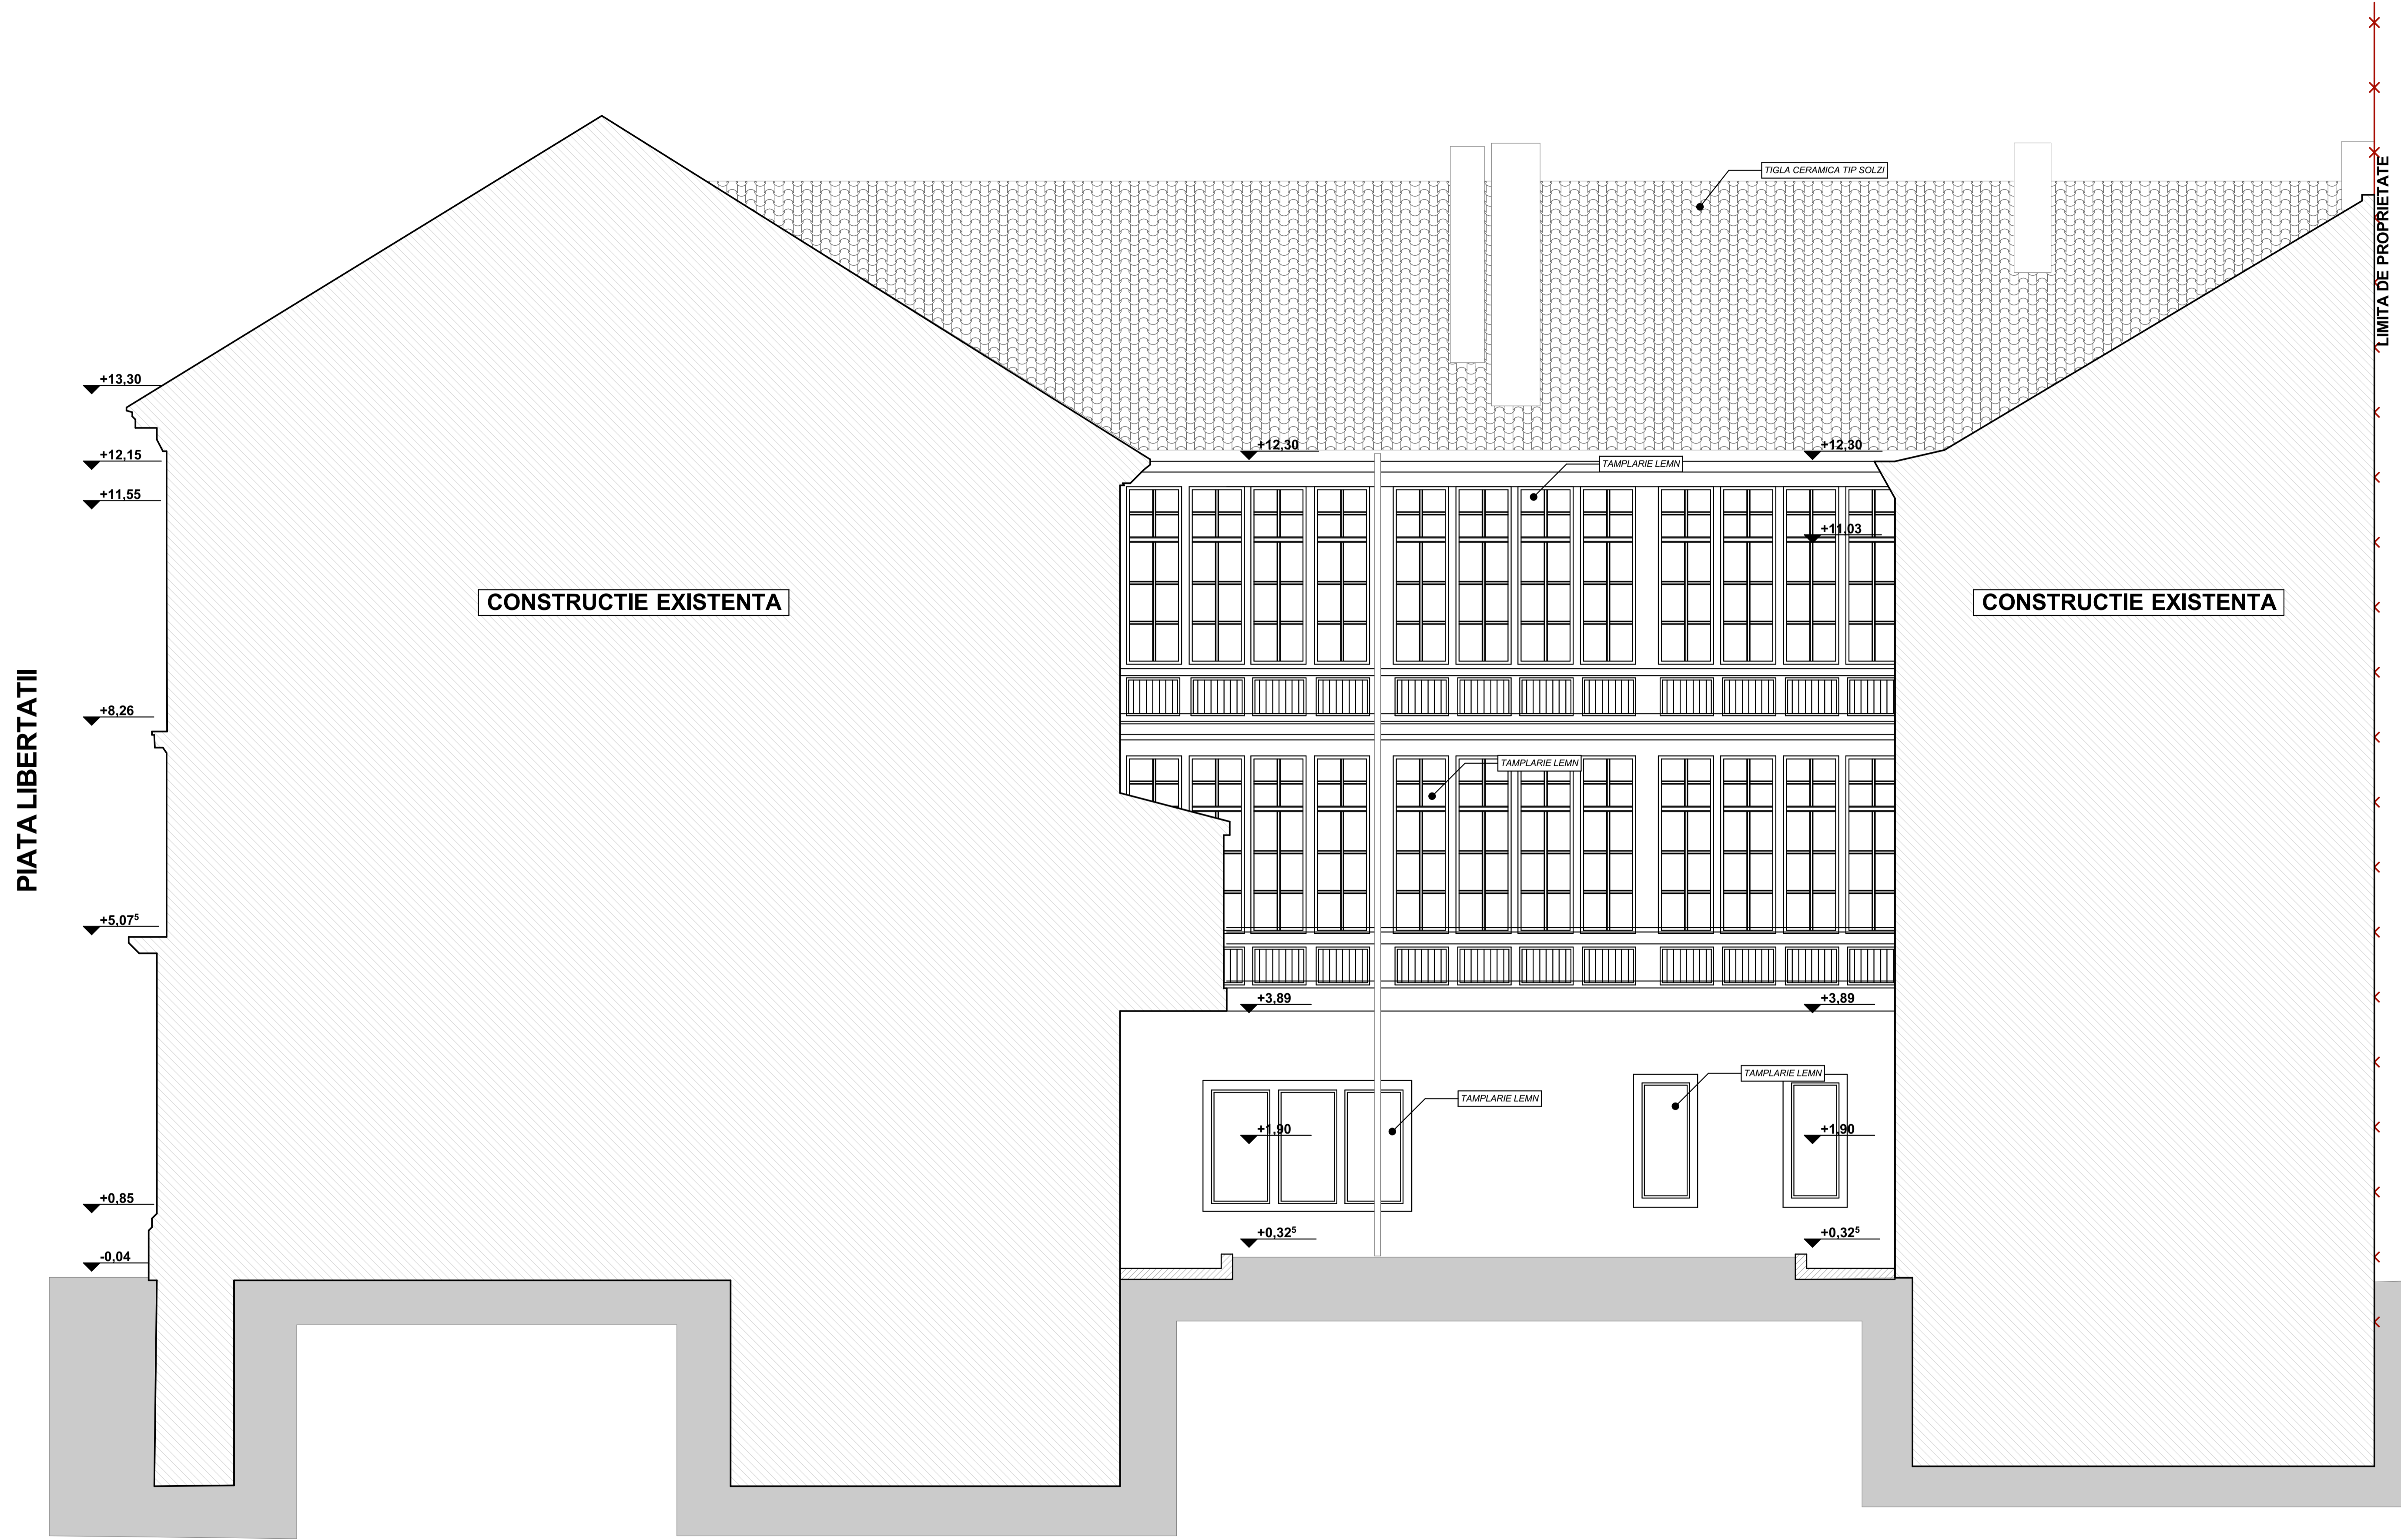 TIGLA CERAMICA TIP SOLZI
LIMITA DE PROPRIETATE
+13,30
+12,15
+11,55
+12,30
+12,30
TAMPLARIE LEMN
+11,03
CONSTRUCTIE EXISTENTA
CONSTRUCTIE EXISTENTA
PIATA LIBERTATII
+8,26
TAMPLARIE LEMN
+5,07⁵
+3,89
+3,89
TAMPLARIE LEMN
TAMPLARIE LEMN
+1,90
+1,90
+0,85
+0,32⁵
+0,32⁵
-0,04